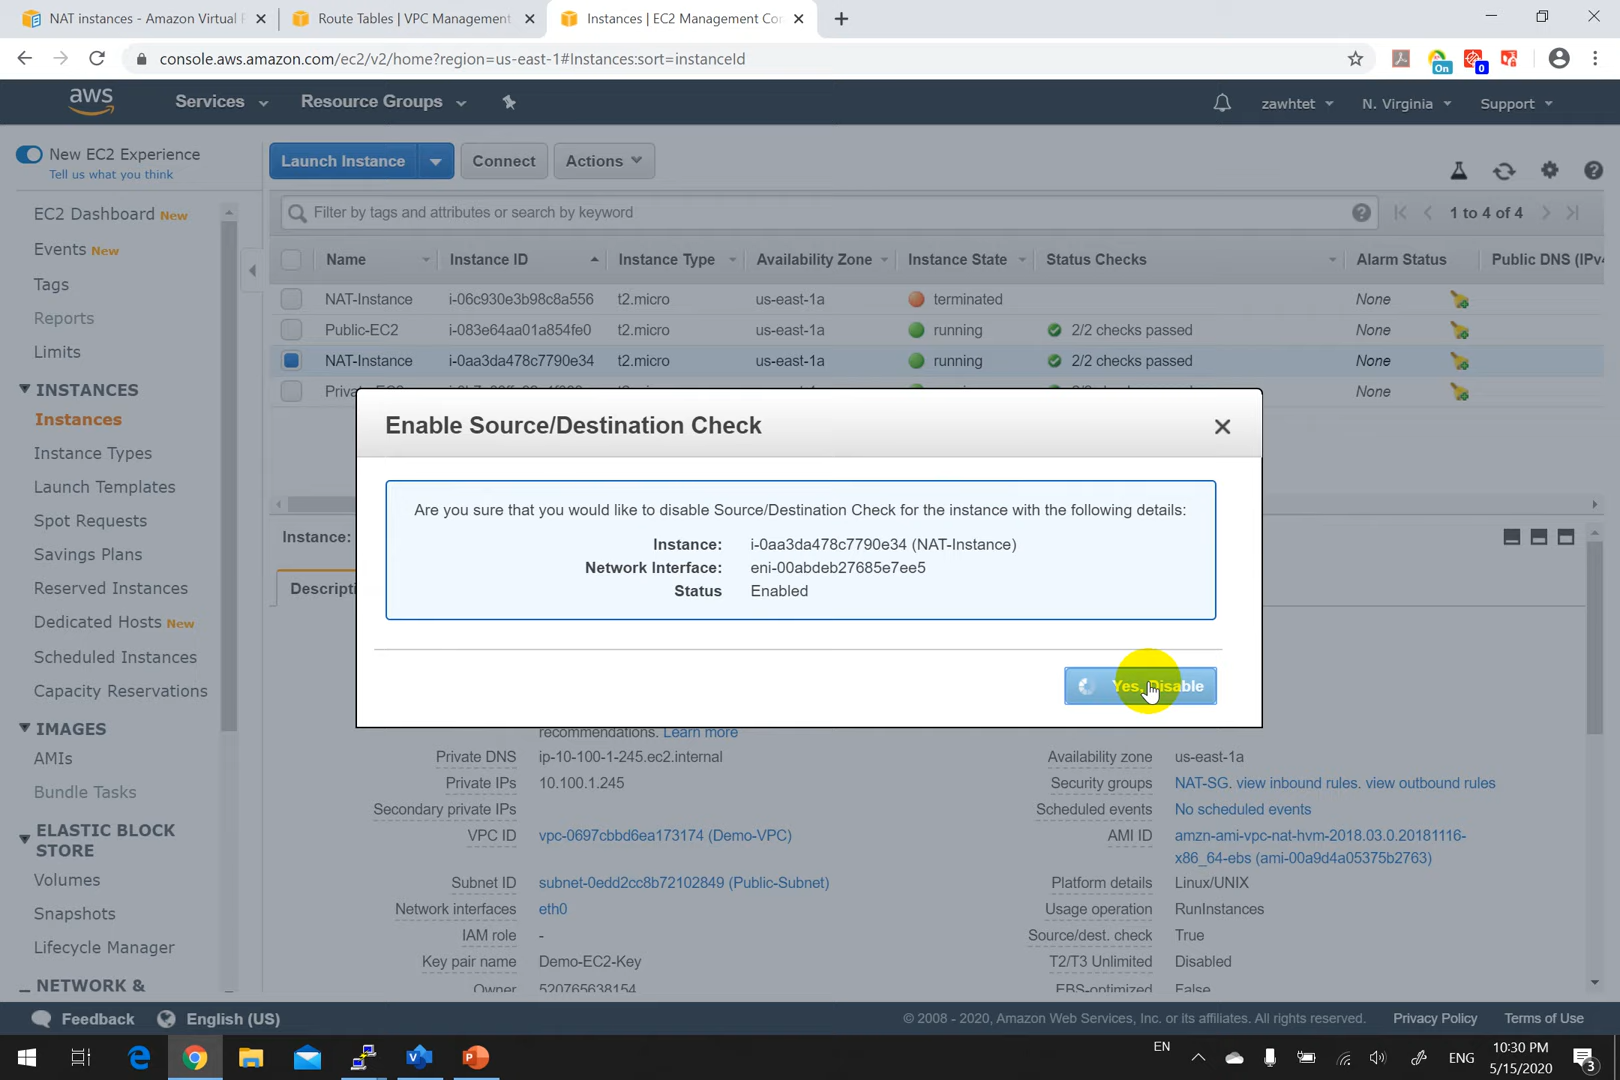 NAT instances - Amazon Virtual P
Route Tables | VPC Management
Instances | EC2 Management Con
console.aws.amazon.com/ec2/v2/home?region=us-east-1#Instances:sort=instanceId
On
0
aws
Services
Resource Groups
zawhtet
N. Virginia
Support
New EC2 Experience
Tell us what you think
Launch Instance
Connect
Actions
EC2 Dashboard New
Events New
Tags
Reports
Limits
INSTANCES
Instances
Instance Types
Launch Templates
Spot Requests
Savings Plans
Reserved Instances
Dedicated Hosts New
Scheduled Instances
Capacity Reservations
IMAGES
AMIs
Bundle Tasks
ELASTIC BLOCK
STORE
Volumes
Snapshots
Lifecycle Manager
NETWORK &
Filter by tags and attributes or search by keyword
1 to 4 of 4
Name Instance ID Instance Type Availability Zone Instance State Status Checks Alarm Status Public DNS (IPv4
NAT-Instance i-06c930e3b98c8a556 t2.micro us-east-1a terminated None
Public-EC2 i-083e64aa01a854fe0 t2.micro us-east-1a running 2/2 checks passed None
NAT-Instance i-0aa3da478c7790e34 t2.micro us-east-1a running 2/2 checks passed None
None
Enable Source/Destination Check
Are you sure that you would like to disable Source/Destination Check for the instance with the following details:
Instance: i-0aa3da478c7790e34 (NAT-Instance)
Network Interface: eni-00abdeb27685e7ee5
Status Enabled
Yes, Disable
Instance:
Descripti
recommendations. Learn more
Private DNS ip-10-100-1-245.ec2.internal
Private IPs 10.100.1.245
Secondary private IPs
VPC ID vpc-0697cbbd6ea173174 (Demo-VPC)
Subnet ID subnet-0edd2cc8b72102849 (Public-Subnet)
Network interfaces eth0
IAM role -
Key pair name Demo-EC2-Key
Owner 520765638154
Availability zone us-east-1a
Security groups NAT-SG. view inbound rules. view outbound rules
Scheduled events No scheduled events
AMI ID amzn-ami-vpc-nat-hvm-2018.03.0.20181116-
x86_64-ebs (ami-00a9d4a05375b2763)
Platform details Linux/UNIX
Usage operation RunInstances
Source/dest. check True
T2/T3 Unlimited Disabled
EBS-optimized False
Feedback
English (US)
© 2008 - 2020, Amazon Web Services, Inc. or its affiliates. All rights reserved.
Privacy Policy
Terms of Use
EN
ENG
10:30 PM
5/15/2020
3